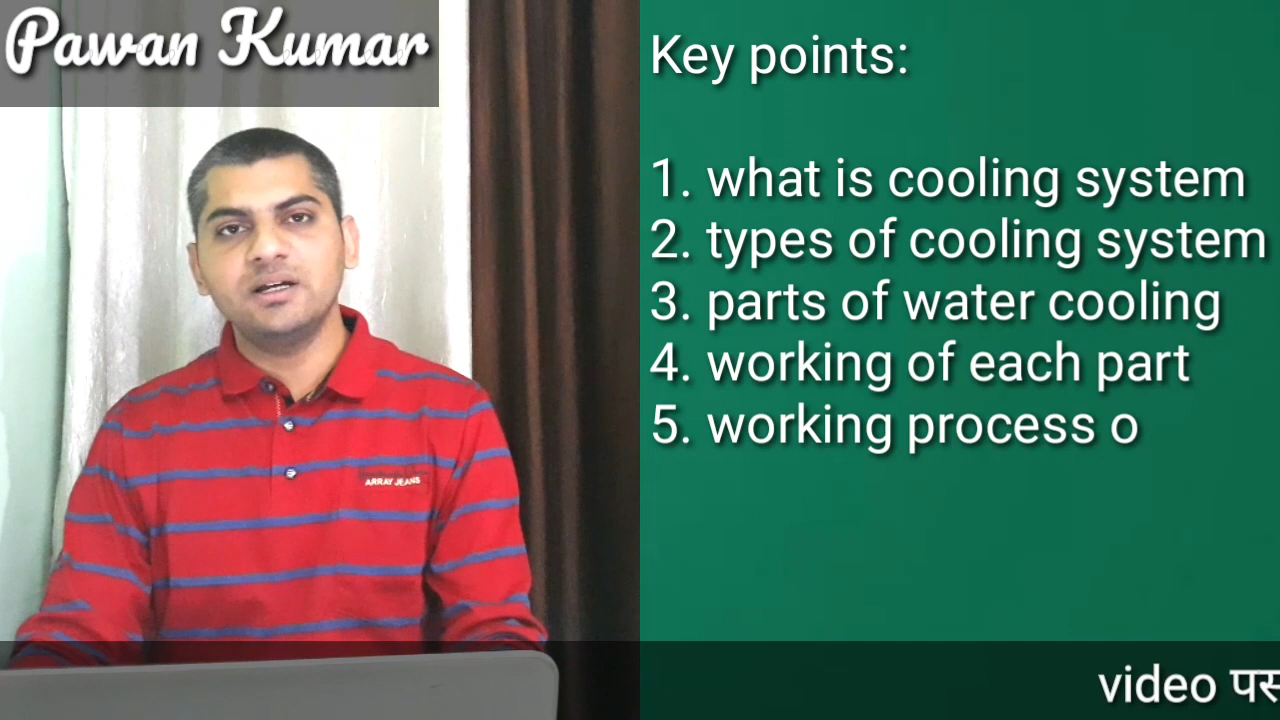 Pawan Kumar
Key points:
1. what is cooling system
2. types of cooling system
3. parts of water cooling
4. working of each part
5. working process o
ARRAY JEANS
video पस